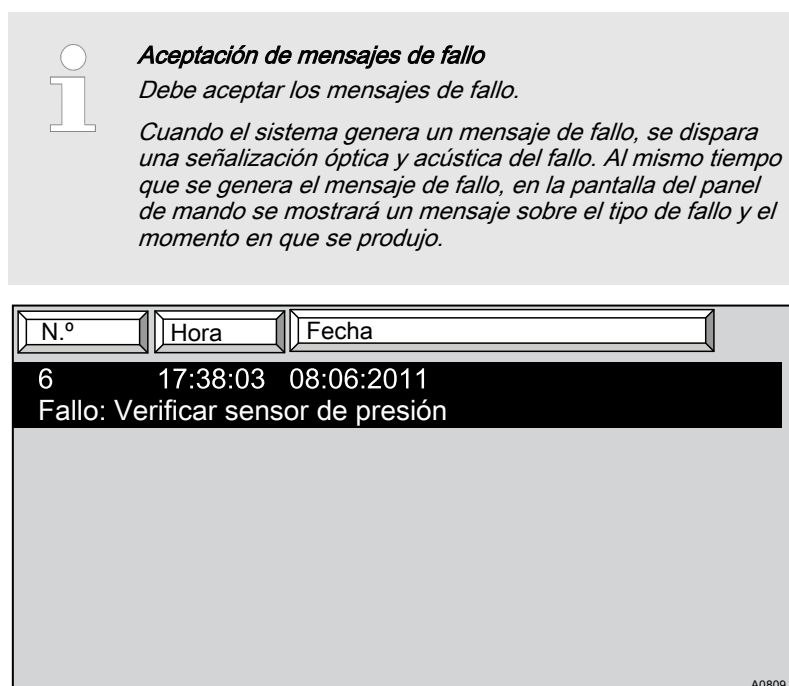 Aceptación de mensajes de fallo
Debe aceptar los mensajes de fallo.
Cuando el sistema genera un mensaje de fallo, se dispara
una señalización óptica y acústica del fallo. Al mismo tiempo
que se genera el mensaje de fallo, en la pantalla del panel
de mando se mostrará un mensaje sobre el tipo de fallo y el
momento en que se produjo.
N.º Hora Fecha
6 17:38:03 08:06:2011
Fallo: Verificar sensor de presión
A0809